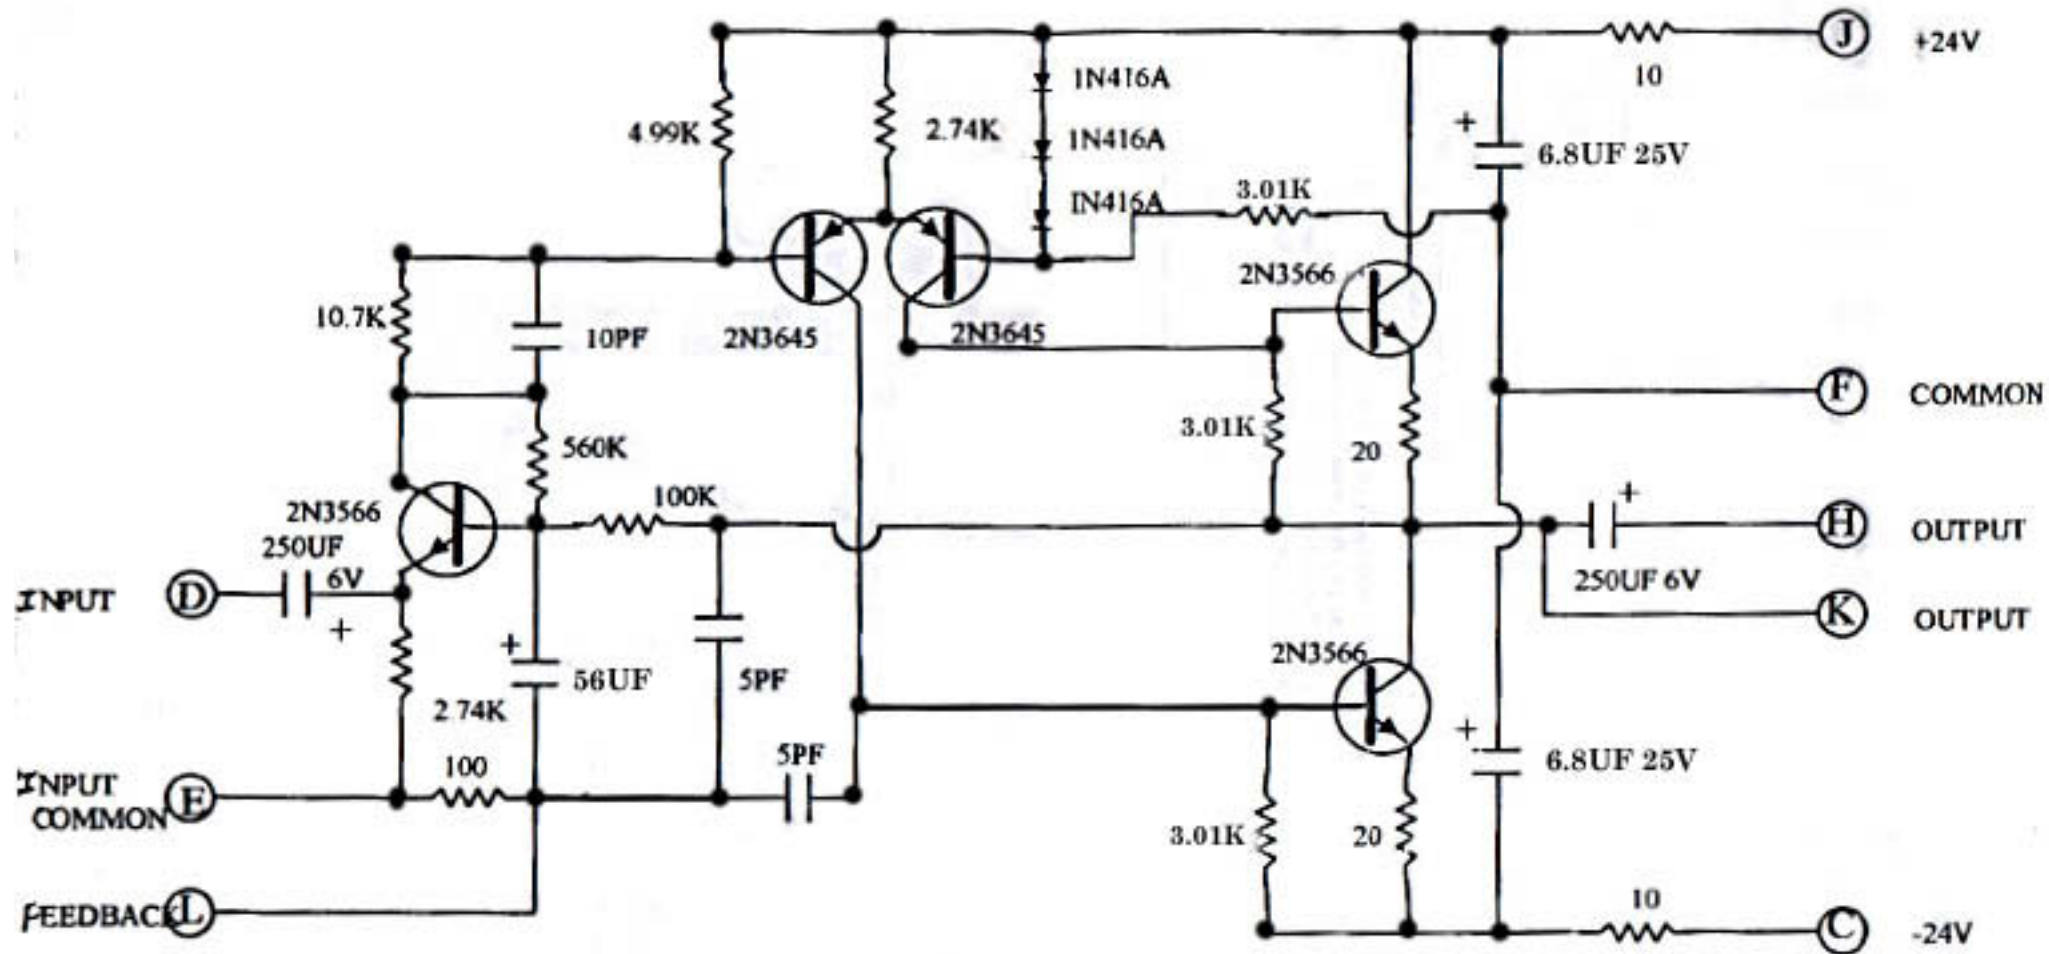 J +24V
10
1N416A
4.99K 2.74K
1N416A
+
6.8UF 25V
3.01K
IN416A
2N3566
10.7K
10PF
2N3645
2N3645
F COMMON
3.01K
20
560K
100K
2N3566
+
250UF
6V
H OUTPUT
250UF 6V
INPUT D
+
K OUTPUT
+
56UF
5PF
2N3566
2.74K
+
5PF
6.8UF 25V
100
INPUT
COMMON E
3.01K
20
10
FEEDBACK L
C -24V